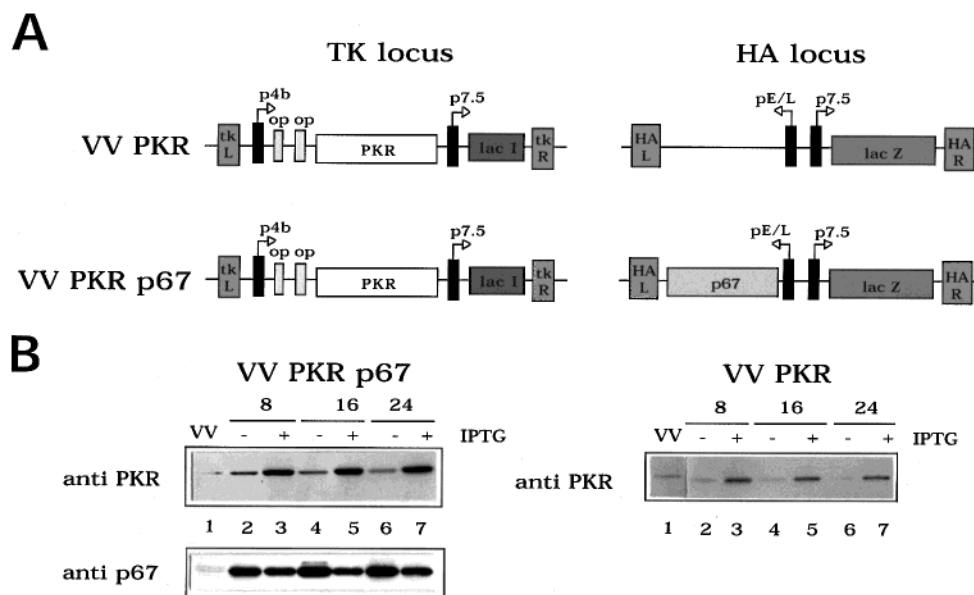 A
TK locus HA locus
p4b p7.5 pE/L p7.5
op op
VV PKR tk L PKR lac I tk R HA L lac Z HA R
p4b p7.5 pE/L p7.5
op op
VV PKR p67 tk L PKR lac I tk R HA L p67 lac Z HA R
B
VV PKR p67 VV PKR
8 16 24 8 16 24
VV - + - + - + IPTG VV - + - + - + IPTG
anti PKR anti PKR
1 2 3 4 5 6 7 1 2 3 4 5 6 7
anti p67